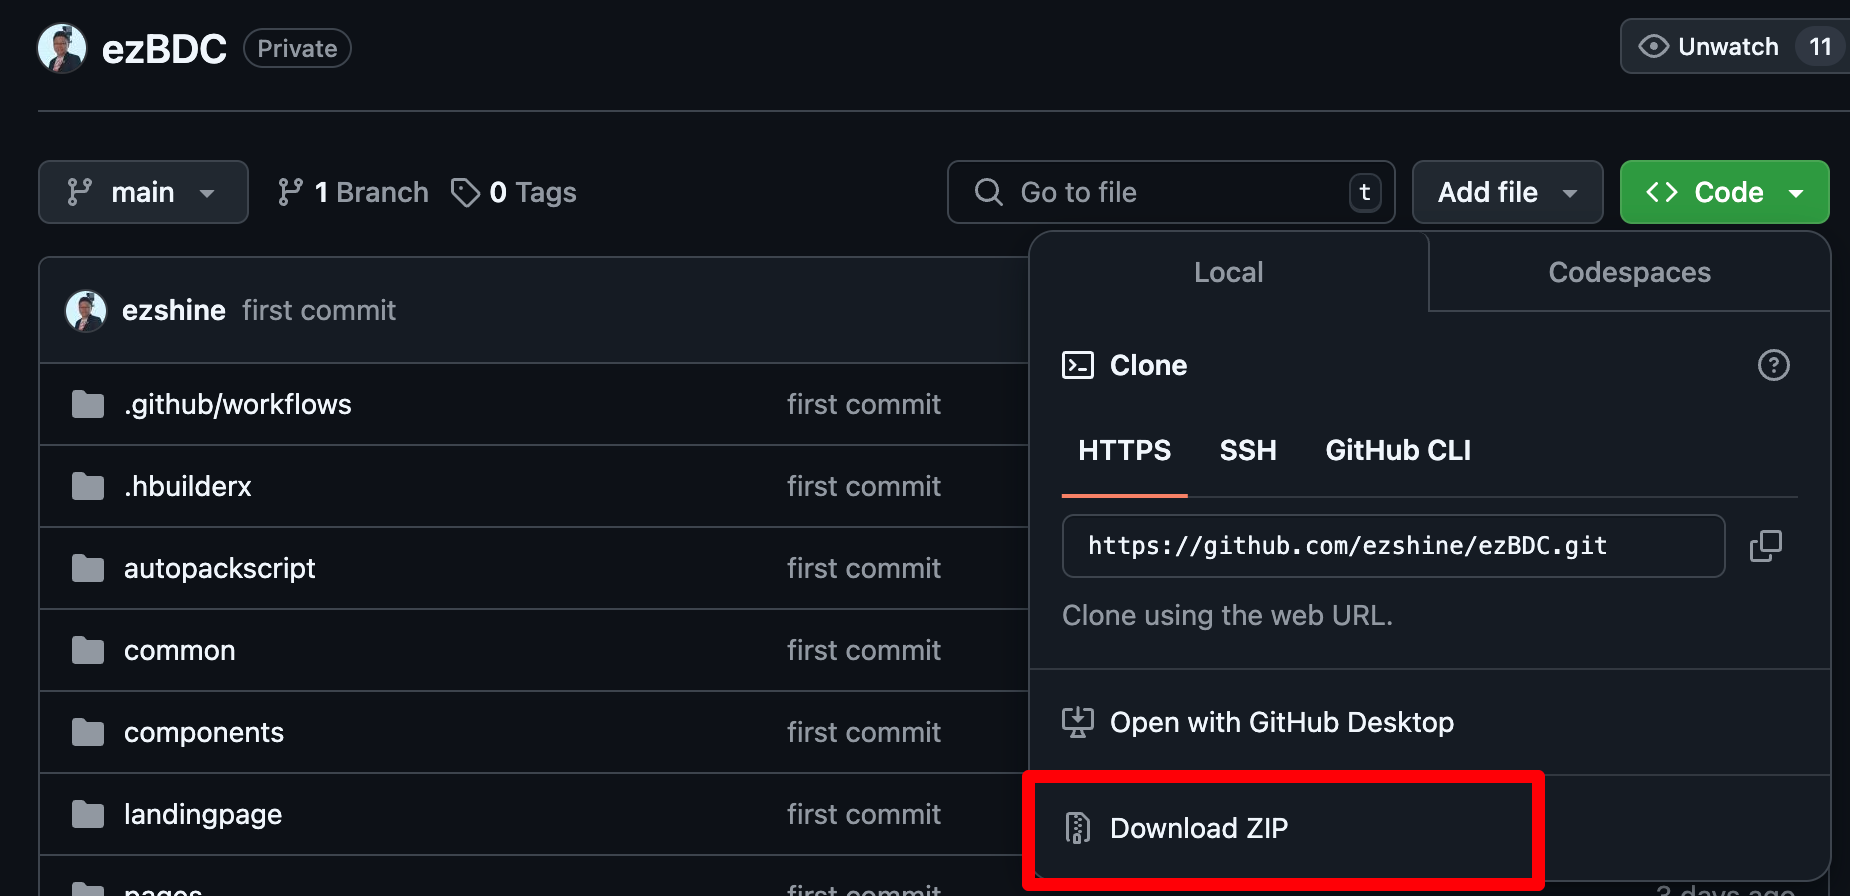 ezBDC Private
Unwatch 11
main 1 Branch 0 Tags
Go to file t
Add file
Code
ezshine first commit
.github/workflows first commit
.hbuilderx first commit
autopackscript first commit
common first commit
components first commit
landingpage first commit
pages first commit
Local Codespaces
Clone
HTTPS SSH GitHub CLI
https://github.com/ezshine/ezBDC.git
Clone using the web URL.
Open with GitHub Desktop
Download ZIP
3 days ago